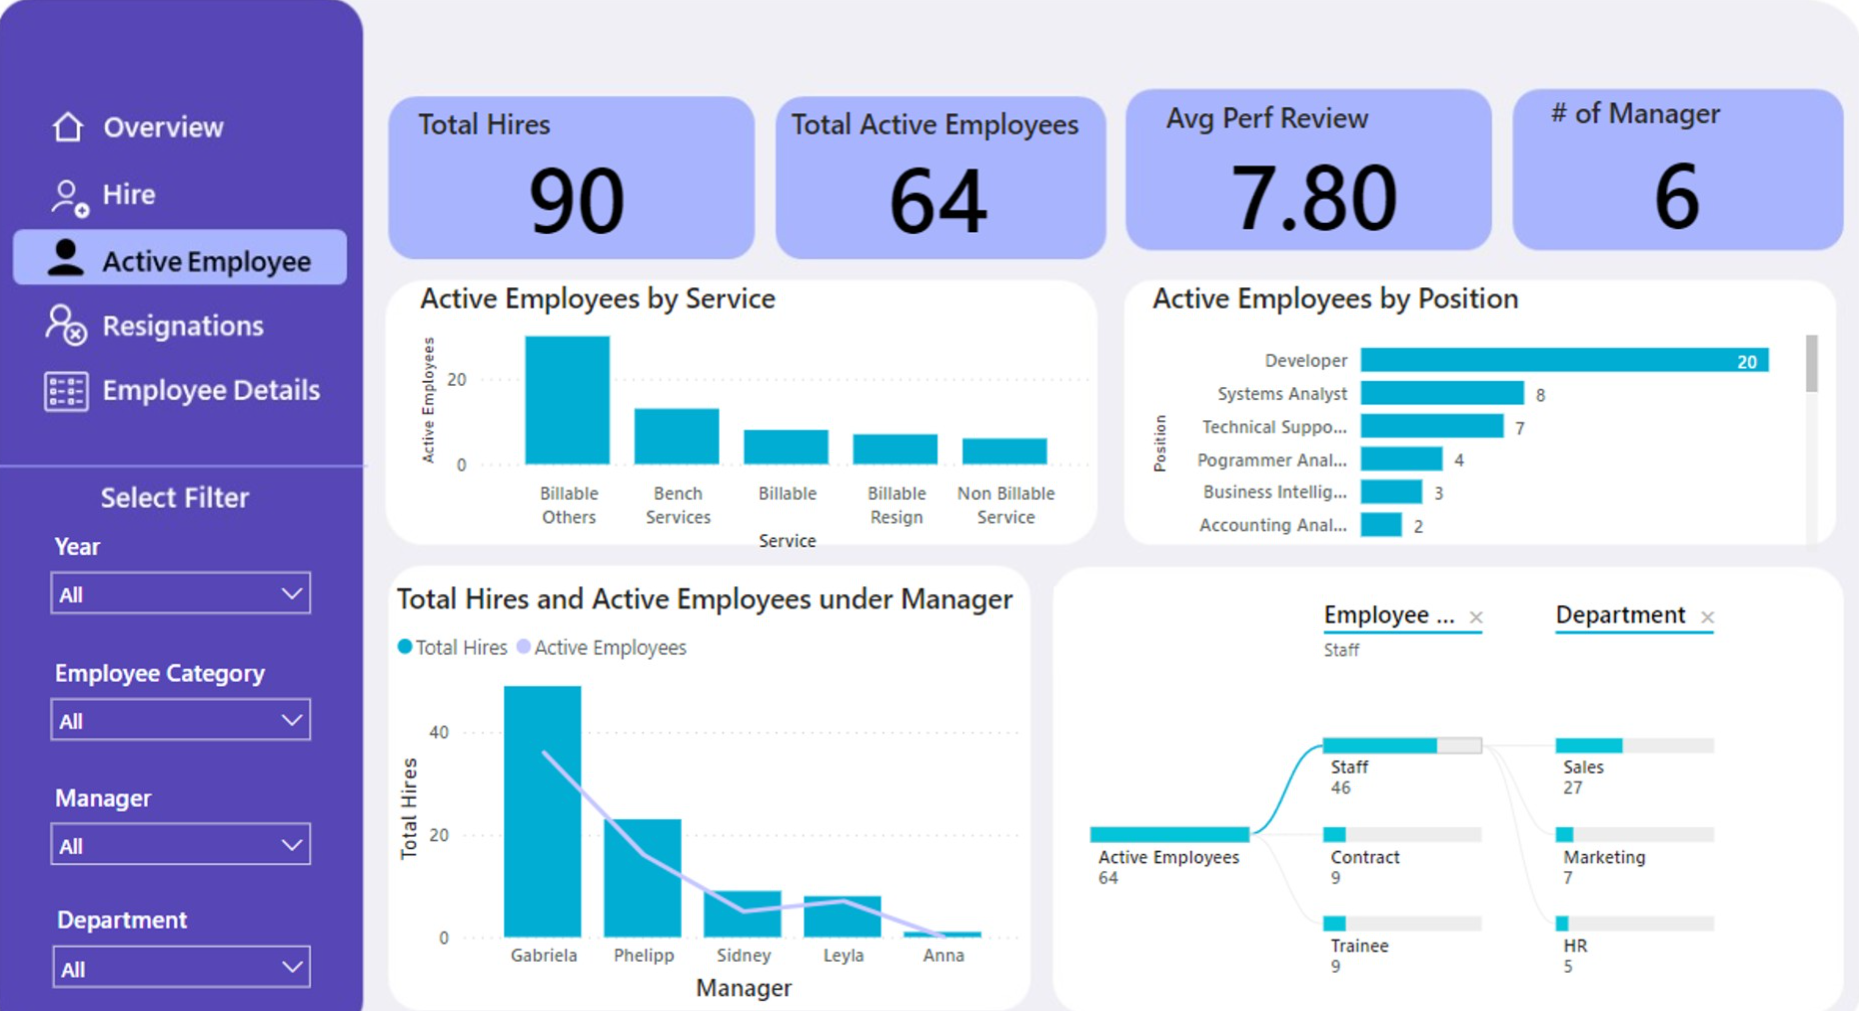 Overview
Hire
Active Employee
Resignations
Employee Details
Select Filter
Year
All
Employee Category
All
Manager
All
Department
All
Total Hires
90
Total Active Employees
64
Avg Perf Review
7.80
# of Manager
6
Active Employees by Service
Active Employees
20
0
Billable Others
Bench Services
Billable
Billable Resign
Non Billable Service
Service
Active Employees by Position
Position
Developer 20
Systems Analyst 8
Technical Suppo... 7
Pogrammer Anal... 4
Business Intellig... 3
Accounting Anal... 2
Total Hires and Active Employees under Manager
Total Hires Active Employees
Total Hires
40
20
0
Gabriela Phelipp Sidney Leyla Anna
Manager
Employee ... × Department ×
Staff
Active Employees
64
Staff
46
Contract
9
Trainee
9
Sales
27
Marketing
7
HR
5